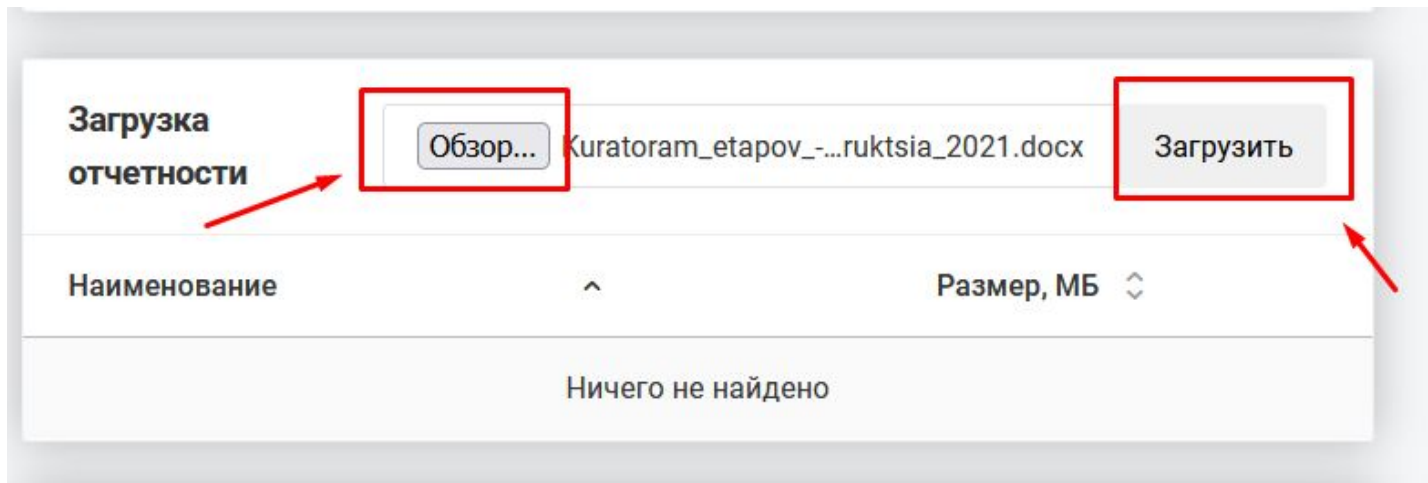 Загрузка
отчетности
Обзор... Kuratoram_etapov_-...ruktsia_2021.docx Загрузить
Наименование Размер, МБ
Ничего не найдено